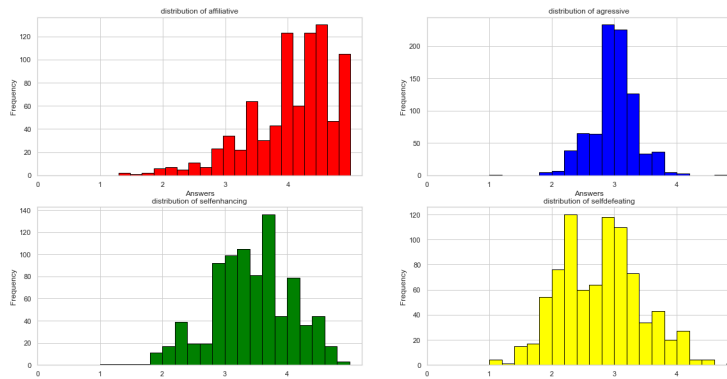 distribution of affiliative
120
100
80
60
40
20
0
Frequency
0 1 2 3 4
Answers
distribution of agressive
200
150
100
50
0
Frequency
0 1 2 3 4
Answers
distribution of selfenhancing
140
120
100
80
60
40
20
0
Frequency
0 1 2 3 4
distribution of selfdefeating
120
100
80
60
40
20
0
Frequency
0 1 2 3 4